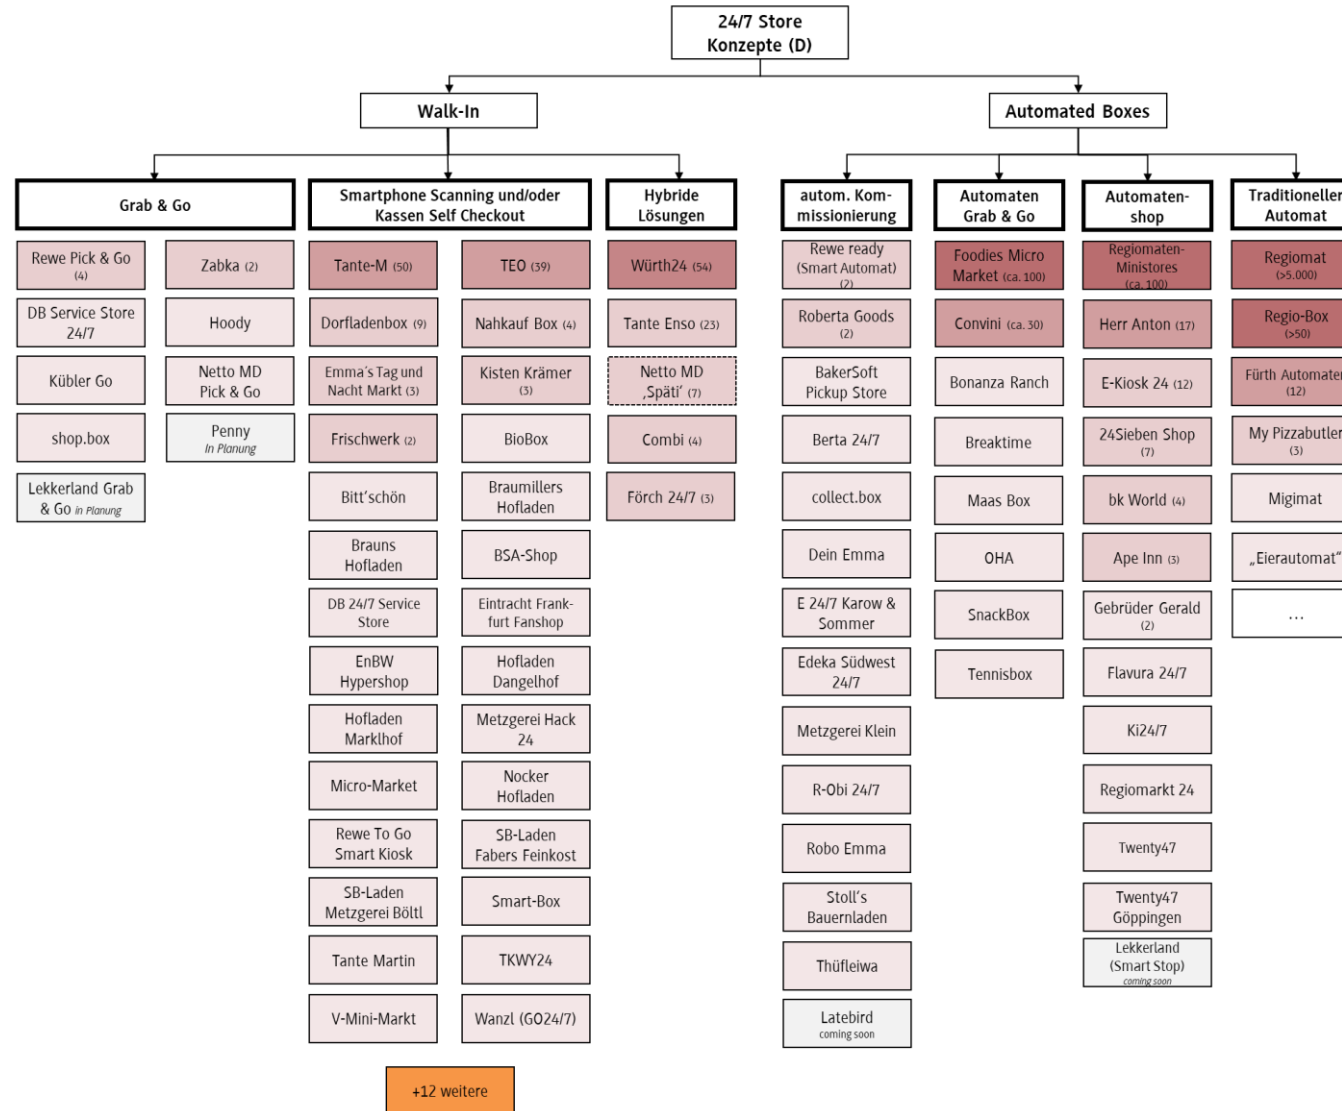 24/7 Store
Konzepte (D)
Walk-In
Automated Boxes
Grab & Go
Smartphone Scanning und/oder
Kassen Self Checkout
Hybride
Lösungen
autom. Kom-
missionierung
Automaten
Grab & Go
Automaten-
shop
Traditioneller
Automat
Rewe Pick & Go
(4)
DB Service Store
24/7
Kübler Go
shop.box
Lekkerland Grab
& Go in Planung
Zabka (2)
Hoody
Netto MD
Pick & Go
Penny
In Planung
Tante-M (50)
Dorfladenbox (9)
Emma´s Tag und
Nacht Markt (3)
Frischwerk (2)
Bitt'schön
Brauns
Hofladen
DB 24/7 Service
Store
EnBW
Hypershop
Hofladen
Marklhof
Micro-Market
Rewe To Go
Smart Kiosk
SB-Laden
Metzgerei Böltl
Tante Martin
V-Mini-Markt
TEO (39)
Nahkauf Box (4)
Kisten Krämer
(3)
BioBox
Braumillers
Hofladen
BSA-Shop
Eintracht Frank-
furt Fanshop
Hofladen
Dangelhof
Metzgerei Hack
24
Nocker
Hofladen
SB-Laden
Fabers Feinkost
Smart-Box
TKWY24
Wanzl (GO24/7)
+12 weitere
Würth24 (54)
Tante Enso (23)
Netto MD
‚Späti' (7)
Combi (4)
Förch 24/7 (3)
Rewe ready
(Smart Automat)
(2)
Roberta Goods
(2)
BakerSoft
Pickup Store
Berta 24/7
collect.box
Dein Emma
E 24/7 Karow &
Sommer
Edeka Südwest
24/7
Metzgerei Klein
R-Obi 24/7
Robo Emma
Stoll´s
Bauernladen
Thüfleiwa
Latebird
coming soon
Foodies Micro
Market (ca. 100)
Convini (ca. 30)
Bonanza Ranch
Breaktime
Maas Box
OHA
SnackBox
Tennisbox
Regiomaten-
Ministores
(ca. 100)
Herr Anton (17)
E-Kiosk 24 (12)
24Sieben Shop
(7)
bk World (4)
Ape Inn (3)
Gebrüder Gerald
(2)
Flavura 24/7
Ki24/7
Regiomarkt 24
Twenty47
Twenty47
Göppingen
Lekkerland
(Smart Stop)
coming soon
Regiomat
(>5.000)
Regio-Box
(>50)
Fürth Automaten
(12)
My Pizzabutler
(3)
Migimat
„Eierautomat"
...